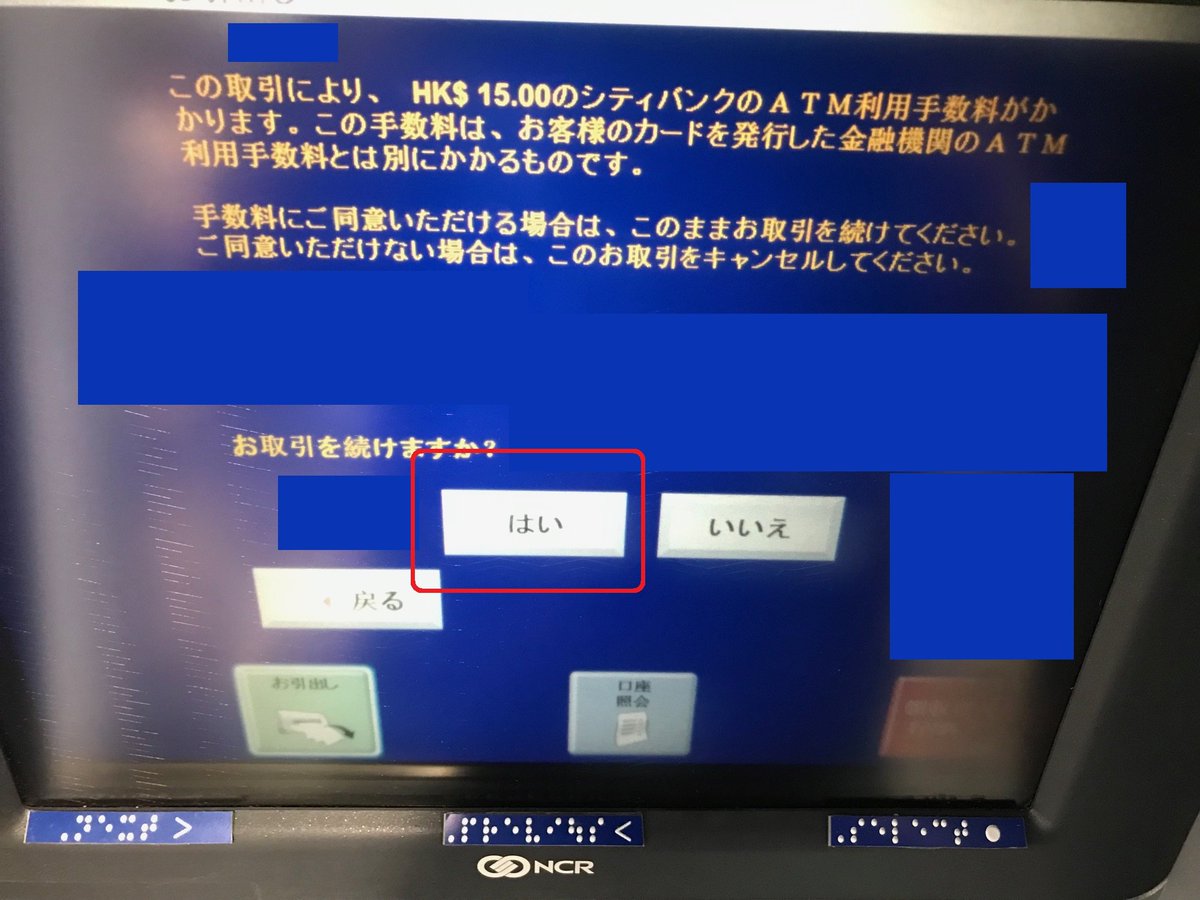 この取引により、 HK$ 15.00のシティバンクのＡＴＭ利用手数料がか
かります。この手数料は、お客様のカードを発行した金融機関のＡＴＭ
利用手数料とは別にかかるものです。
手数料にご同意いただける場合は、このままお取引を続けてください。
ご同意いただけない場合は、このお取引をキャンセルしてください。
お取引を続けますか？
はい
いいえ
戻る
お引出し
口座
照会
NCR